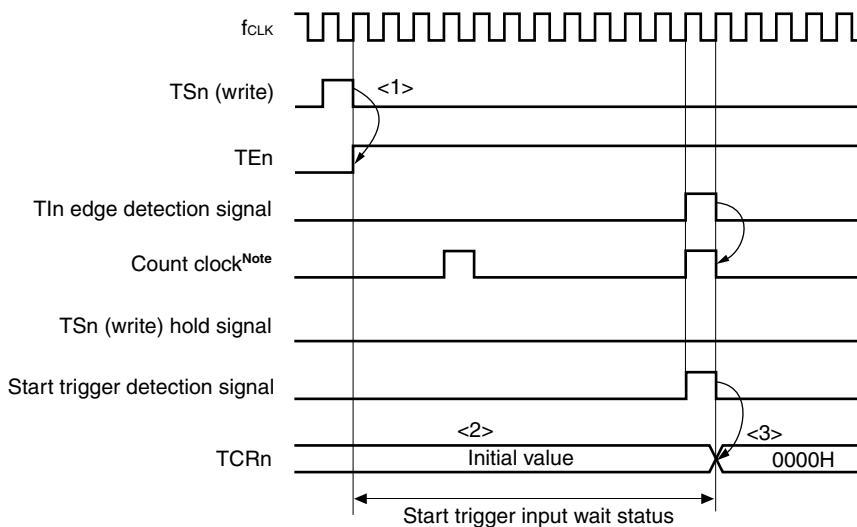 fCLK
TSn (write)
<1>
TEn
TIn edge detection signal
Count clockNote
TSn (write) hold signal
Start trigger detection signal
<2>
<3>
TCRn
Initial value
0000H
Start trigger input wait status